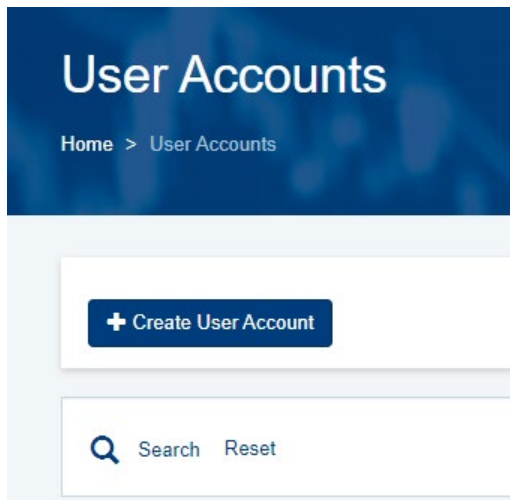 User Accounts
Home > User Accounts
Create User Account
Search Reset